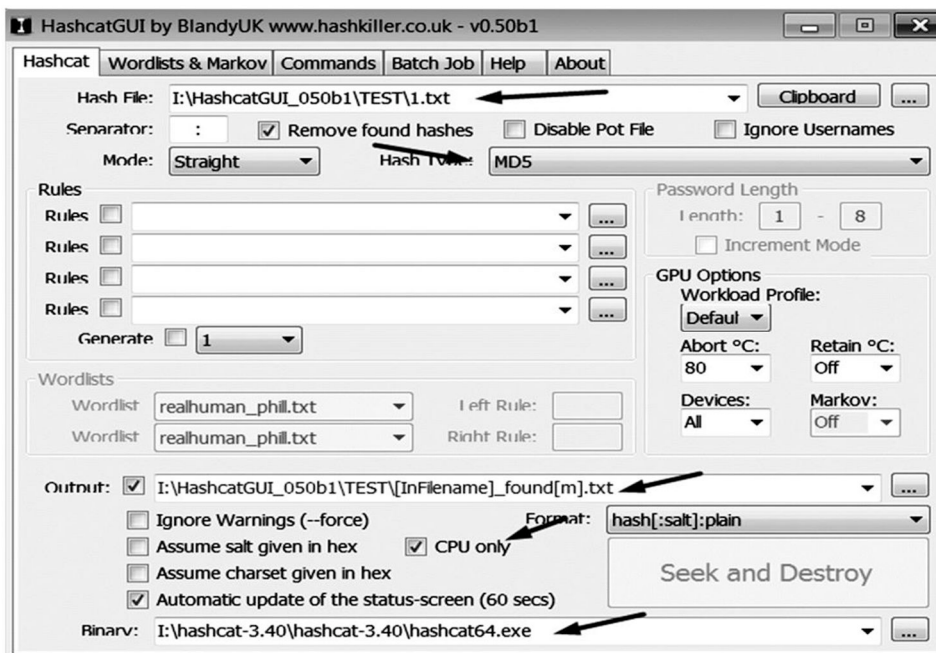 HashcatGUI by BlandyUK www.hashkiller.co.uk - v0.50b1
Hashcat Wordlists & Markov Commands Batch Job Help About
Hash File: I:\HashcatGUI_050b1\TEST\1.txt Clipboard ...
Separator: : Remove found hashes Disable Pot File Ignore Usernames
Mode: Straight Hash Type: MD5
Rules
Rules ...
Rules ...
Rules ...
Rules ...
Generate 1
Password Length
Length: 1 - 8
Increment Mode
GPU Options
Workload Profile:
Defaul
Abort °C: Retain °C:
80 Off
Devices: Markov:
All Off
Wordlists
Wordlist realhuman_phill.txt Left Rule:
Wordlist realhuman_phill.txt Right Rule:
Output: I:\HashcatGUI_050b1\TEST\[InFilename]_found[m].txt ...
Ignore Warnings (--force) Format: hash[:salt]:plain
Assume salt given in hex CPU only
Assume charset given in hex
Seek and Destroy
Automatic update of the status-screen (60 secs)
Binary: I:\hashcat-3.40\hashcat-3.40\hashcat64.exe ...